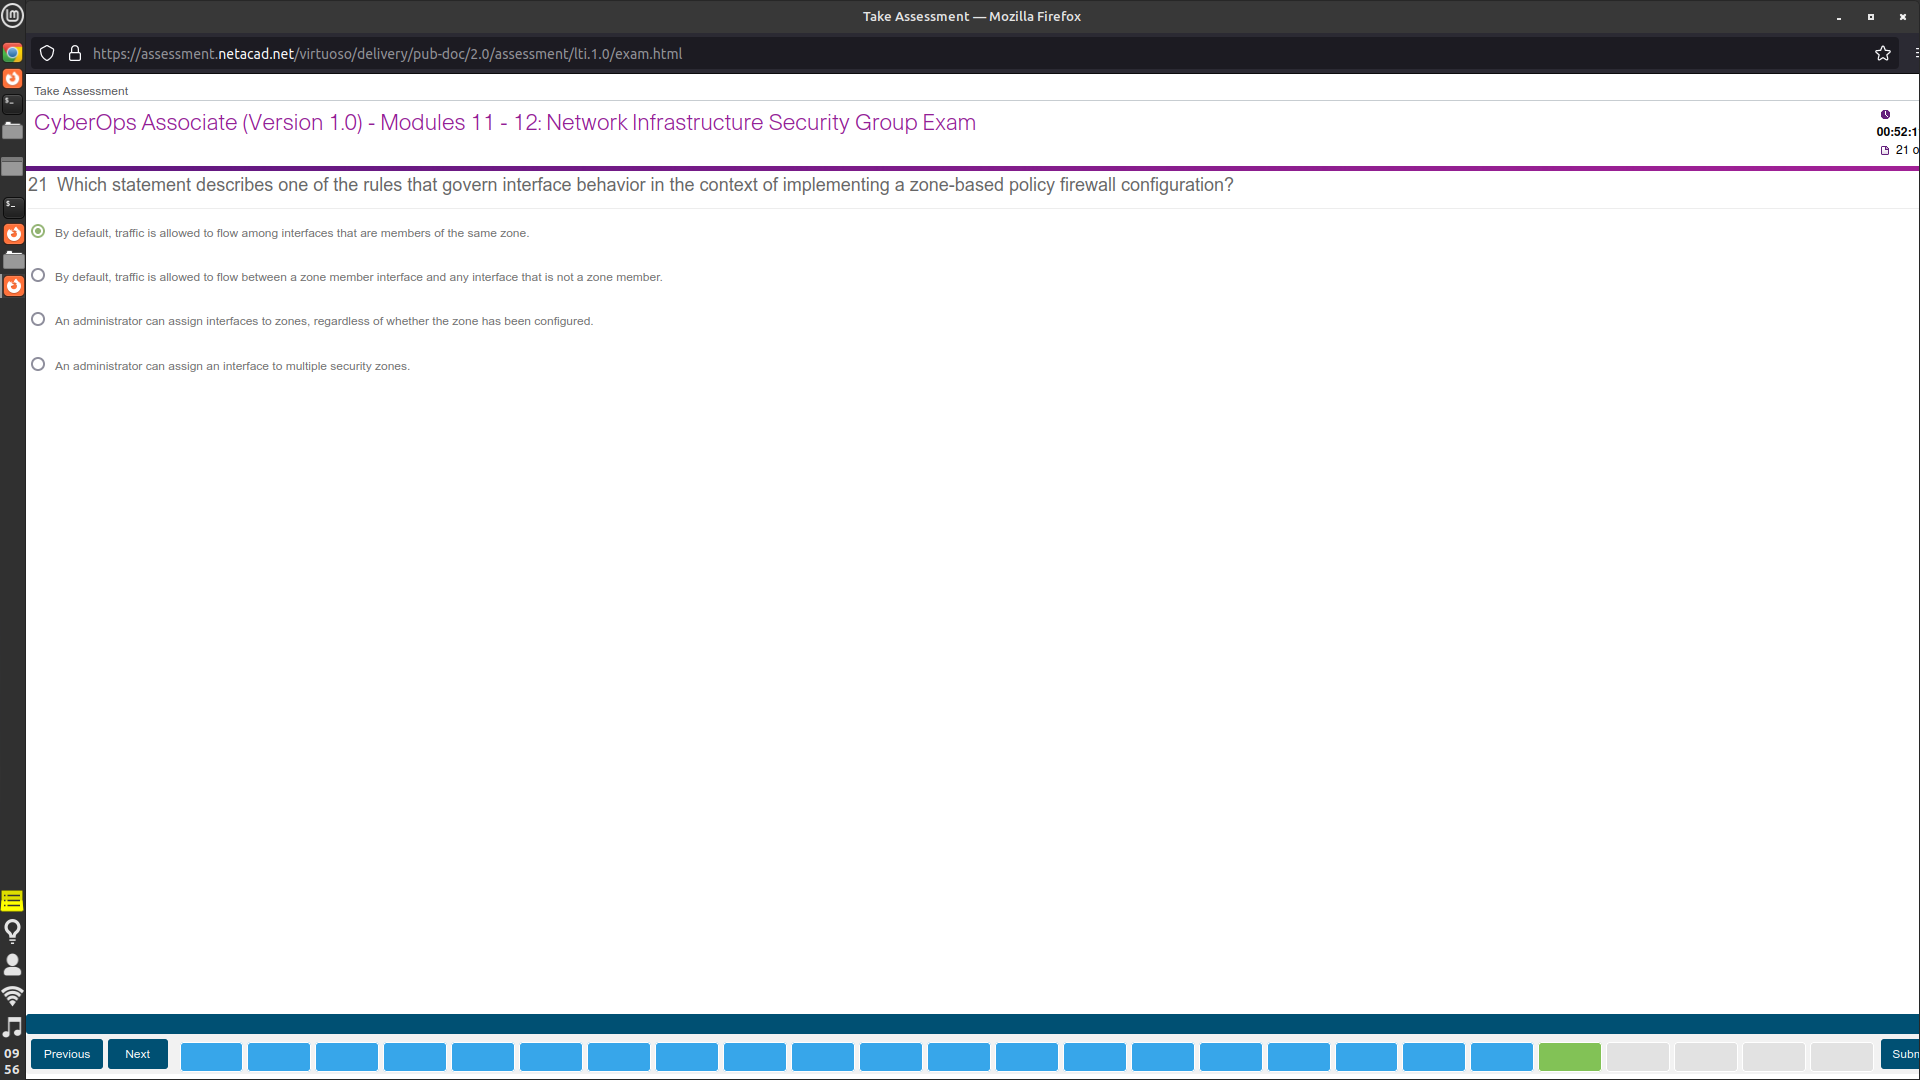 Take Assessment — Mozilla Firefox
https://assessment.netacad.net/virtuoso/delivery/pub-doc/2.0/assessment/lti.1.0/exam.html
Take Assessment
CyberOps Associate (Version 1.0) - Modules 11 - 12: Network Infrastructure Security Group Exam
00:52:1
21 o
21 Which statement describes one of the rules that govern interface behavior in the context of implementing a zone-based policy firewall configuration?
By default, traffic is allowed to flow among interfaces that are members of the same zone.
By default, traffic is allowed to flow between a zone member interface and any interface that is not a zone member.
An administrator can assign interfaces to zones, regardless of whether the zone has been configured.
An administrator can assign an interface to multiple security zones.
Previous
Next
Subm
09
56